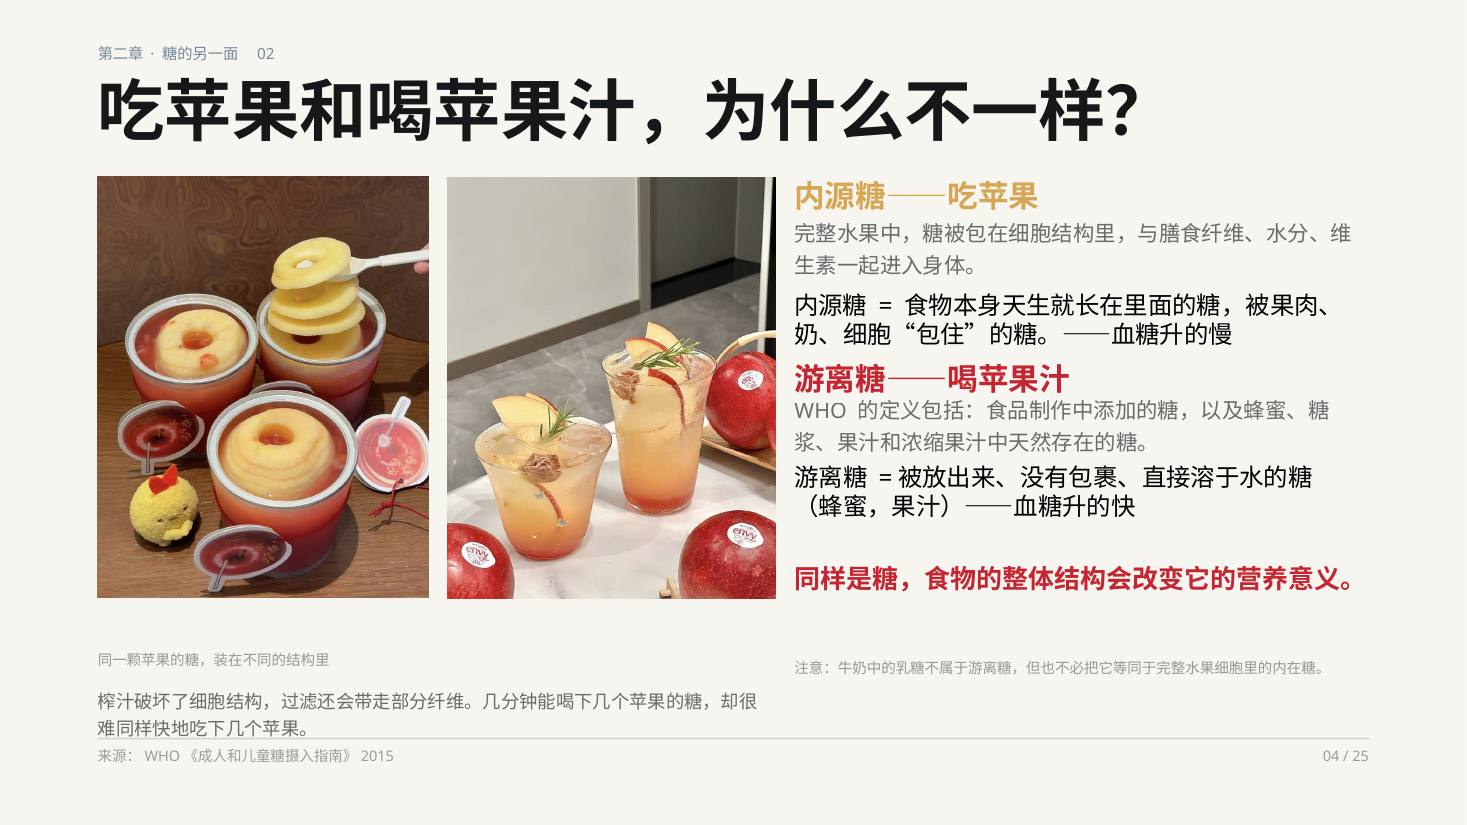 第二章 · 糖的另一面 02
吃苹果和喝苹果汁，为什么不一样？
内源糖——吃苹果
完整水果中，糖被包在细胞结构里，与膳食纤维、水分、维
生素一起进入身体。
内源糖 = 食物本身天生就长在里面的糖，被果肉、
奶、细胞“包住”的糖。——血糖升的慢
游离糖——喝苹果汁
WHO 的定义包括：食品制作中添加的糖，以及蜂蜜、糖
浆、果汁和浓缩果汁中天然存在的糖。
游离糖 = 被放出来、没有包裹、直接溶于水的糖
（蜂蜜，果汁）——血糖升的快
同样是糖，食物的整体结构会改变它的营养意义。
envy
envy
同一颗苹果的糖，装在不同的结构里
注意：牛奶中的乳糖不属于游离糖，但也不必把它等同于完整水果细胞里的内在糖。
榨汁破坏了细胞结构，过滤还会带走部分纤维。几分钟能喝下几个苹果的糖，却很
难同样快地吃下几个苹果。
来源： WHO 《成人和儿童糖摄入指南》 2015
04 / 25